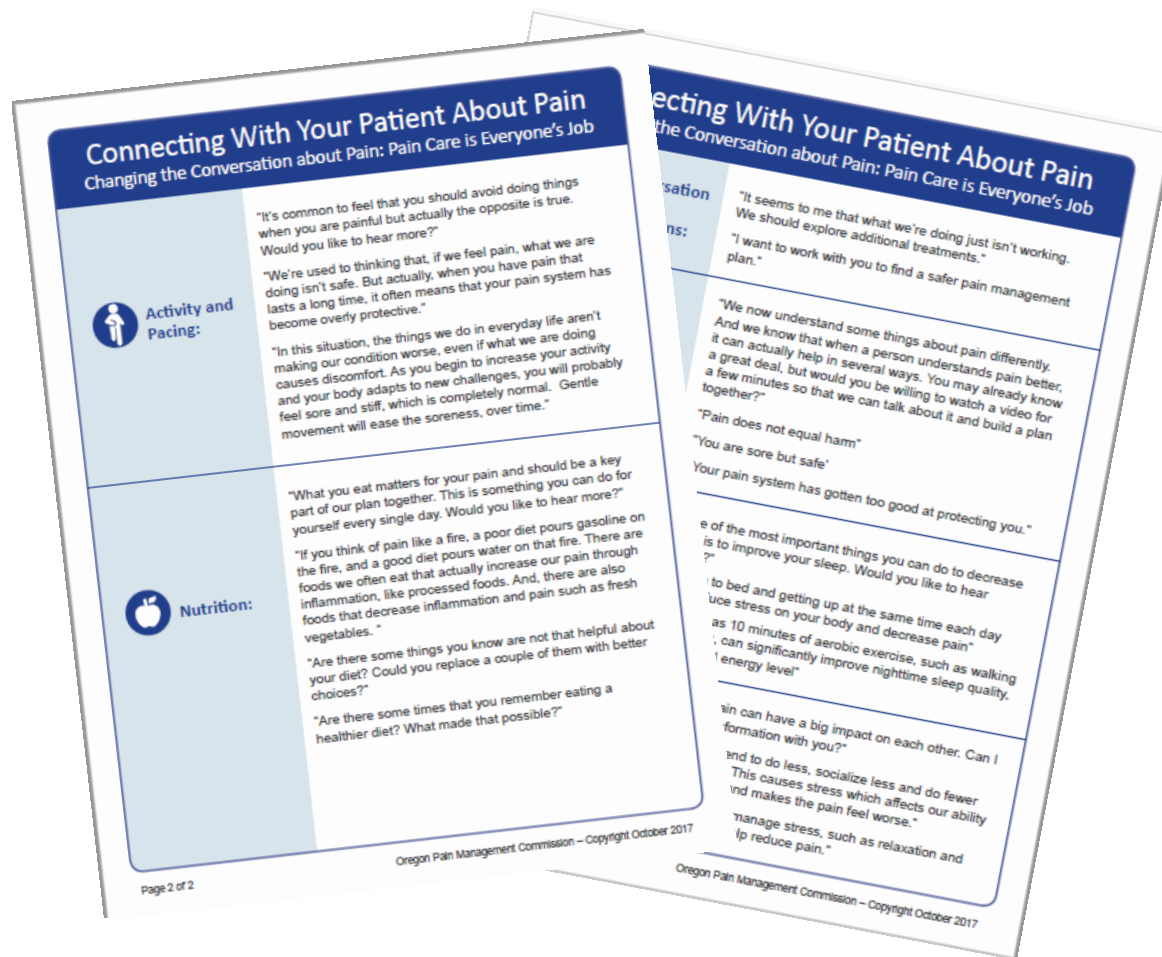 Connecting With Your Patient About Pain
Changing the Conversation about Pain: Pain Care is Everyone's Job
Activity and
Pacing:
"It's common to feel that you should avoid doing things
when you are painful but actually the opposite is true.
Would you like to hear more?"
"We're used to thinking that, if we feel pain, what we are
doing isn't safe. But actually, when you have pain that
lasts a long time, it often means that your pain system has
become overly protective."
"In this situation, the things we do in everyday life aren't
making our condition worse, even if what we are doing
causes discomfort. As you begin to increase your activity
and your body adapts to new challenges, you will probably
feel sore and stiff, which is completely normal. Gentle
movement will ease the soreness, over time."
Nutrition:
"What you eat matters for your pain and should be a key
part of our plan together. This is something you can do for
yourself every single day. Would you like to hear more?"
"If you think of pain like a fire, a poor diet pours gasoline on
the fire, and a good diet pours water on that fire. There are
foods we often eat that actually increase our pain through
inflammation, like processed foods. And, there are also
foods that decrease inflammation and pain such as fresh
vegetables. "
"Are there some things you know are not that helpful about
your diet? Could you replace a couple of them with better
choices?"
"Are there some times that you remember eating a
healthier diet? What made that possible?"
Oregon Pain Management Commission – Copyright October 2017
Page 2 of 2
ecting With Your Patient About Pain
the Conversation about Pain: Pain Care is Everyone's Job
rsation
ns:
"It seems to me that what we're doing just isn't working.
We should explore additional treatments."
"I want to work with you to find a safer pain management
plan."
"We now understand some things about pain differently.
And we know that when a person understands pain better,
it can actually help in several ways. You may already know
a great deal, but would you be willing to watch a video for
a few minutes so that we can talk about it and build a plan
together?"
"Pain does not equal harm"
"You are sore but safe'
Your pain system has gotten too good at protecting you."
e of the most important things you can do to decrease
is to improve your sleep. Would you like to hear
?"
to bed and getting up at the same time each day
uce stress on your body and decrease pain"
as 10 minutes of aerobic exercise, such as walking
, can significantly improve nighttime sleep quality,
energy level"
ain can have a big impact on each other. Can I
formation with you?"
end to do less, socialize less and do fewer
This causes stress which affects our ability
nd makes the pain feel worse."
manage stress, such as relaxation and
lp reduce pain."
Oregon Pain Management Commission – Copyright October 2017